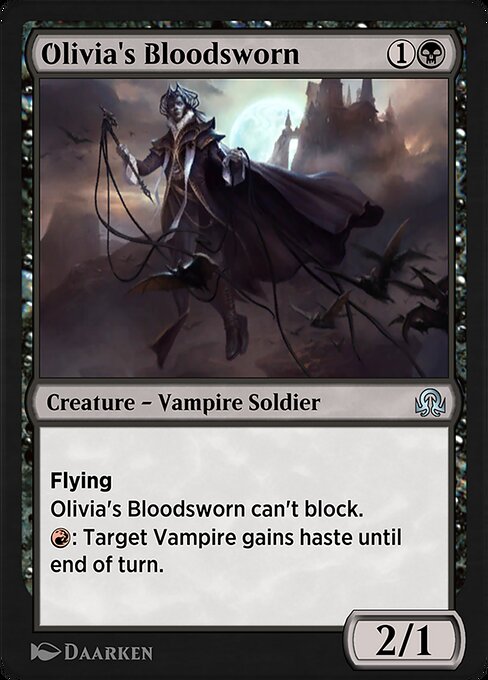 Olivia's Bloodsworn 1
Creature – Vampire Soldier
Flying
Olivia's Bloodsworn can't block.
: Target Vampire gains haste until
end of turn.
2/1
DAARKEN